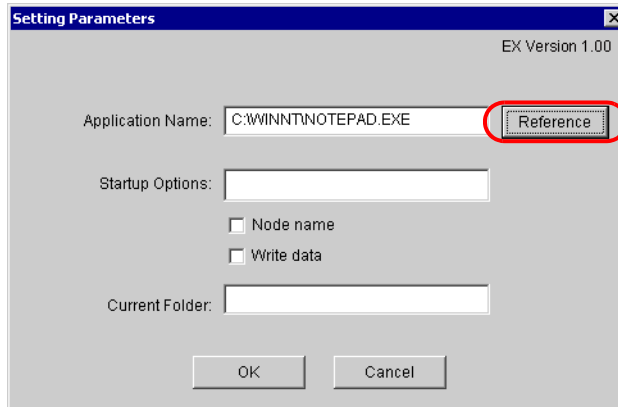 Setting Parameters
EX Version 1.00
Application Name: C:\WINNT\NOTEPAD.EXE Reference
Startup Options:
Node name
Write data
Current Folder:
OK Cancel